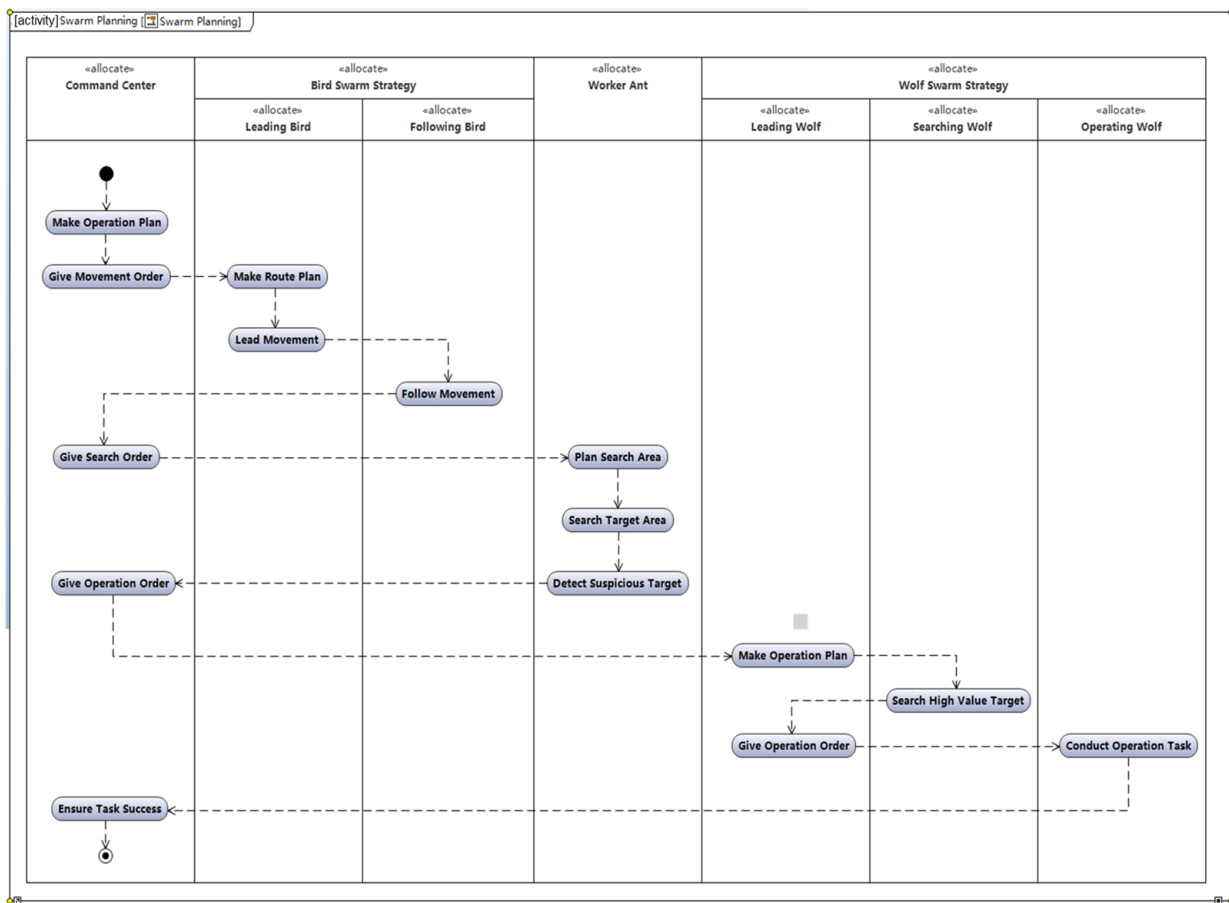 [activity] Swarm Planning [Swarm Planning]
«allocate»
Command Center
«allocate»
Bird Swarm Strategy
«allocate»
Worker Ant
«allocate»
Wolf Swarm Strategy
«allocate»
Leading Bird
«allocate»
Following Bird
«allocate»
Leading Wolf
«allocate»
Searching Wolf
«allocate»
Operating Wolf
Make Operation Plan
Give Movement Order
Make Route Plan
Lead Movement
Follow Movement
Give Search Order
Plan Search Area
Search Target Area
Give Operation Order
Detect Suspicious Target
Make Operation Plan
Search High Value Target
Give Operation Order
Conduct Operation Task
Ensure Task Success